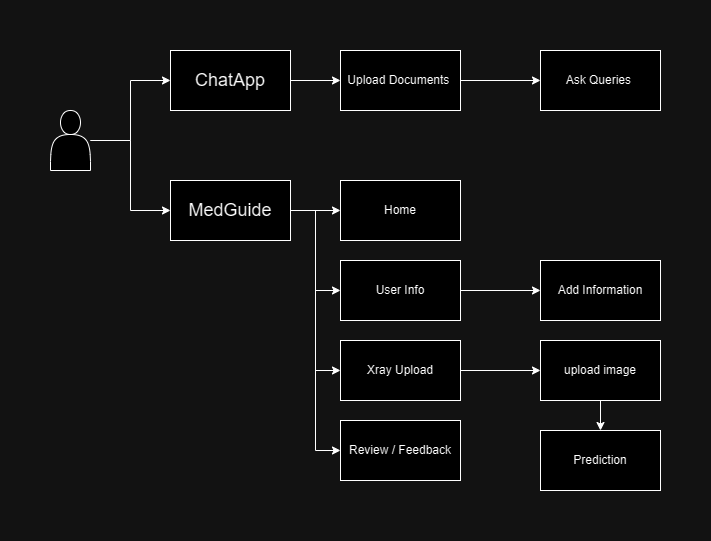 ChatApp
Upload Documents
Ask Queries
MedGuide
Home
User Info
Add Information
Xray Upload
upload image
Review / Feedback
Prediction